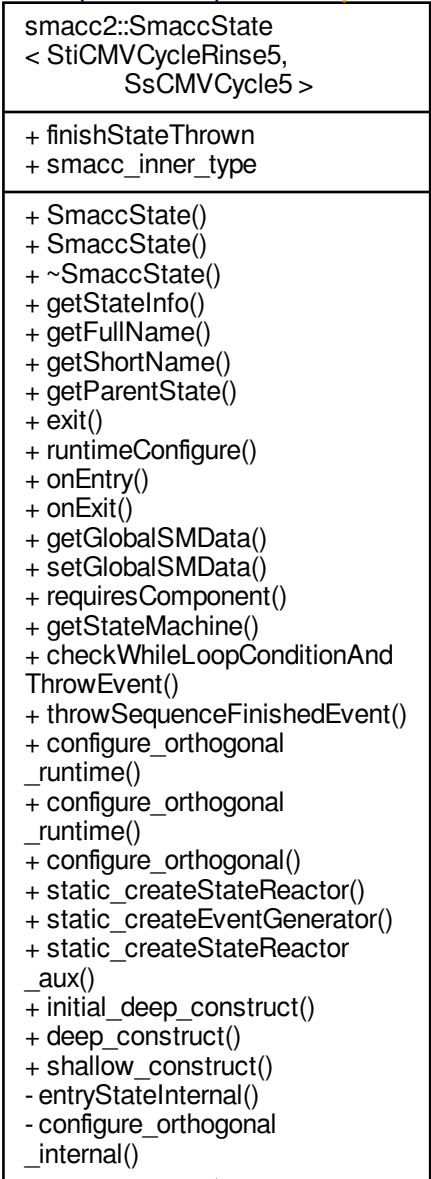 smacc2::SmaccState
< StiCMVCycleRinse5,
SsCMVCycle5 >
+ finishStateThrown
+ smacc_inner_type
+ SmaccState()
+ SmaccState()
+ ~SmaccState()
+ getStateInfo()
+ getFullName()
+ getShortName()
+ getParentState()
+ exit()
+ runtimeConfigure()
+ onEntry()
+ onExit()
+ getGlobalSMData()
+ setGlobalSMData()
+ requiresComponent()
+ getStateMachine()
+ checkWhileLoopConditionAnd
ThrowEvent()
+ throwSequenceFinishedEvent()
+ configure_orthogonal
_runtime()
+ configure_orthogonal
_runtime()
+ configure_orthogonal()
+ static_createStateReactor()
+ static_createEventGenerator()
+ static_createStateReactor
_aux()
+ initial_deep_construct()
+ deep_construct()
+ shallow_construct()
- entryStateInternal()
- configure_orthogonal
_internal()